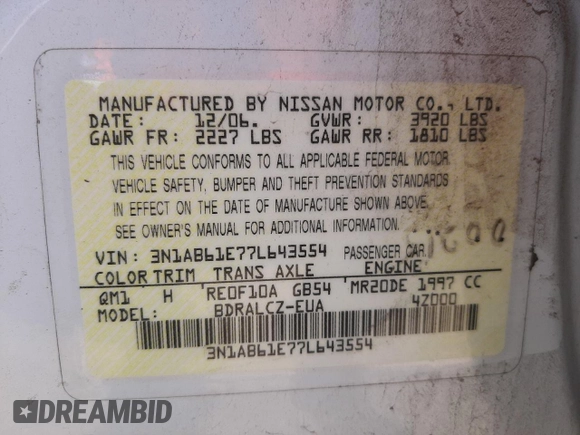 MANUFACTURED BY NISSAN MOTOR CO., LTD.
DATE: 12/06. GVWR: 3920 LBS
GAWR FR: 2227 LBS GAWR RR: 1810 LBS
THIS VEHICLE CONFORMS TO ALL APPLICABLE FEDERAL MOTOR
VEHICLE SAFETY, BUMPER AND THEFT PREVENTION STANDARDS
IN EFFECT ON THE DATE OF MANUFACTURE SHOWN ABOVE.
SEE OWNER'S MANUAL FOR ADDITIONAL INFORMATION.
VIN: 3N1AB61E77L643554 PASSENGER CAR
COLOR TRIM TRANS AXLE ENGINE
QM1 H RE0F10A GB54 MR20DE 1997 CC
MODEL: BDRALCZ-EUA 4Z000
3N1AB61E77L643554
DREAMBID